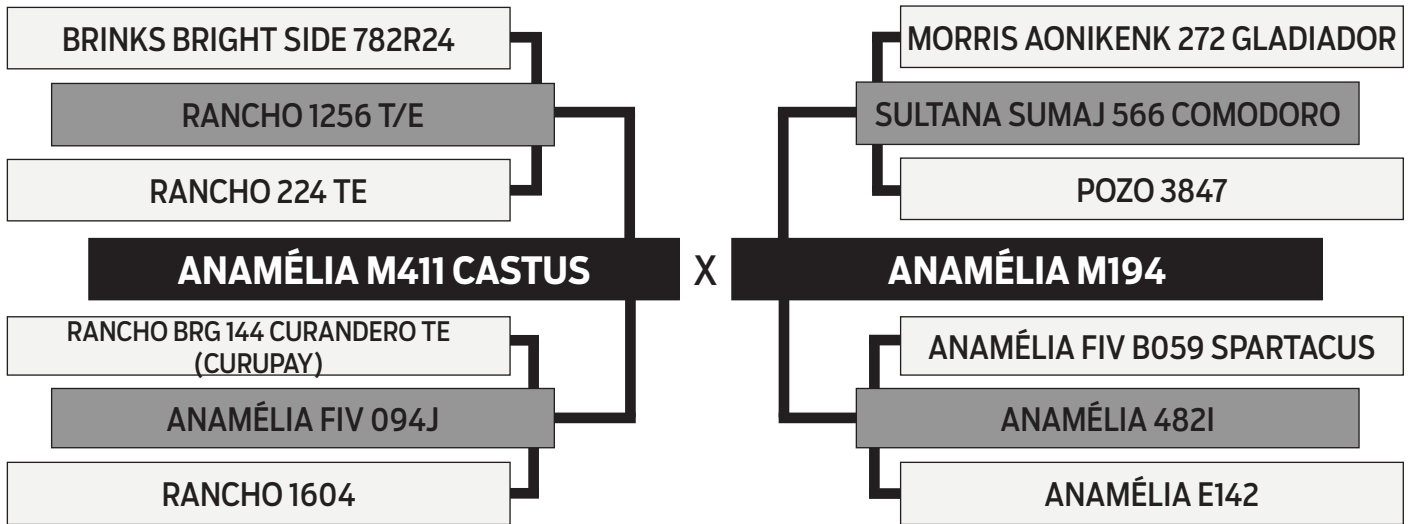 BRINKS BRIGHT SIDE 782R24
RANCHO 1256 T/E
RANCHO 224 TE
ANAMÉLIA M411 CASTUS
RANCHO BRG 144 CURANDERO TE
(CURUPAY)
ANAMÉLIA FIV 094J
RANCHO 1604
X
MORRIS AONIKENK 272 GLADIADOR
SULTANA SUMAJ 566 COMODORO
POZO 3847
ANAMÉLIA M194
ANAMÉLIA FIV B059 SPARTACUS
ANAMÉLIA 482I
ANAMÉLIA E142